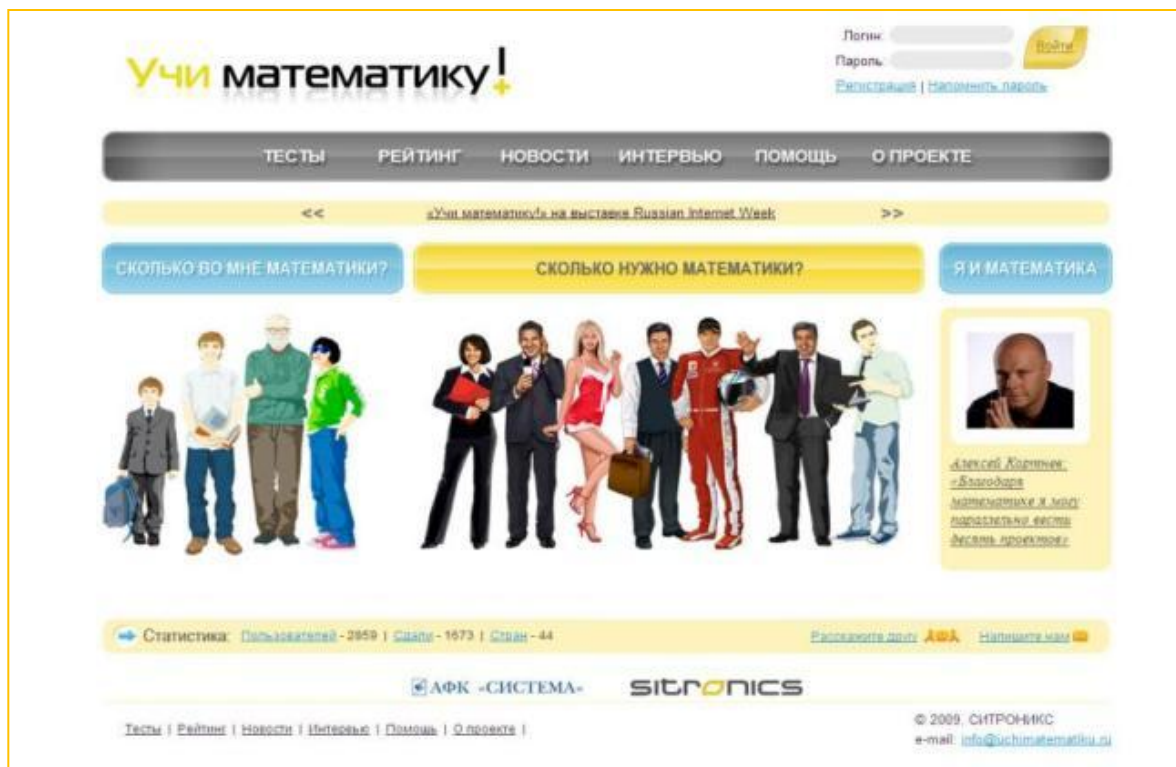 Учи математику!
Логин:
Пароль:
Войти
Регистрация | Напомнить пароль
ТЕСТЫ РЕЙТИНГ НОВОСТИ ИНТЕРВЬЮ ПОМОЩЬ О ПРОЕКТЕ
<< «Учи математику!» на выставке Russian Internet Week >>
СКОЛЬКО ВО МНЕ МАТЕМАТИКИ?
СКОЛЬКО НУЖНО МАТЕМАТИКИ?
Я И МАТЕМАТИКА
Алексей Кортнев:
«Благодаря
математике я могу
параллельно вести
десять проектов»
Статистика: Пользователей - 2859 | Сдали - 1673 | Стран - 44
Расскажите другу Напишите нам
АФК «СИСТЕМА» SITRONICS
Тесты | Рейтинг | Новости | Интервью | Помощь | О проекте |
© 2009. СИТРОНИКС
e-mail: info@uchimatematiku.ru